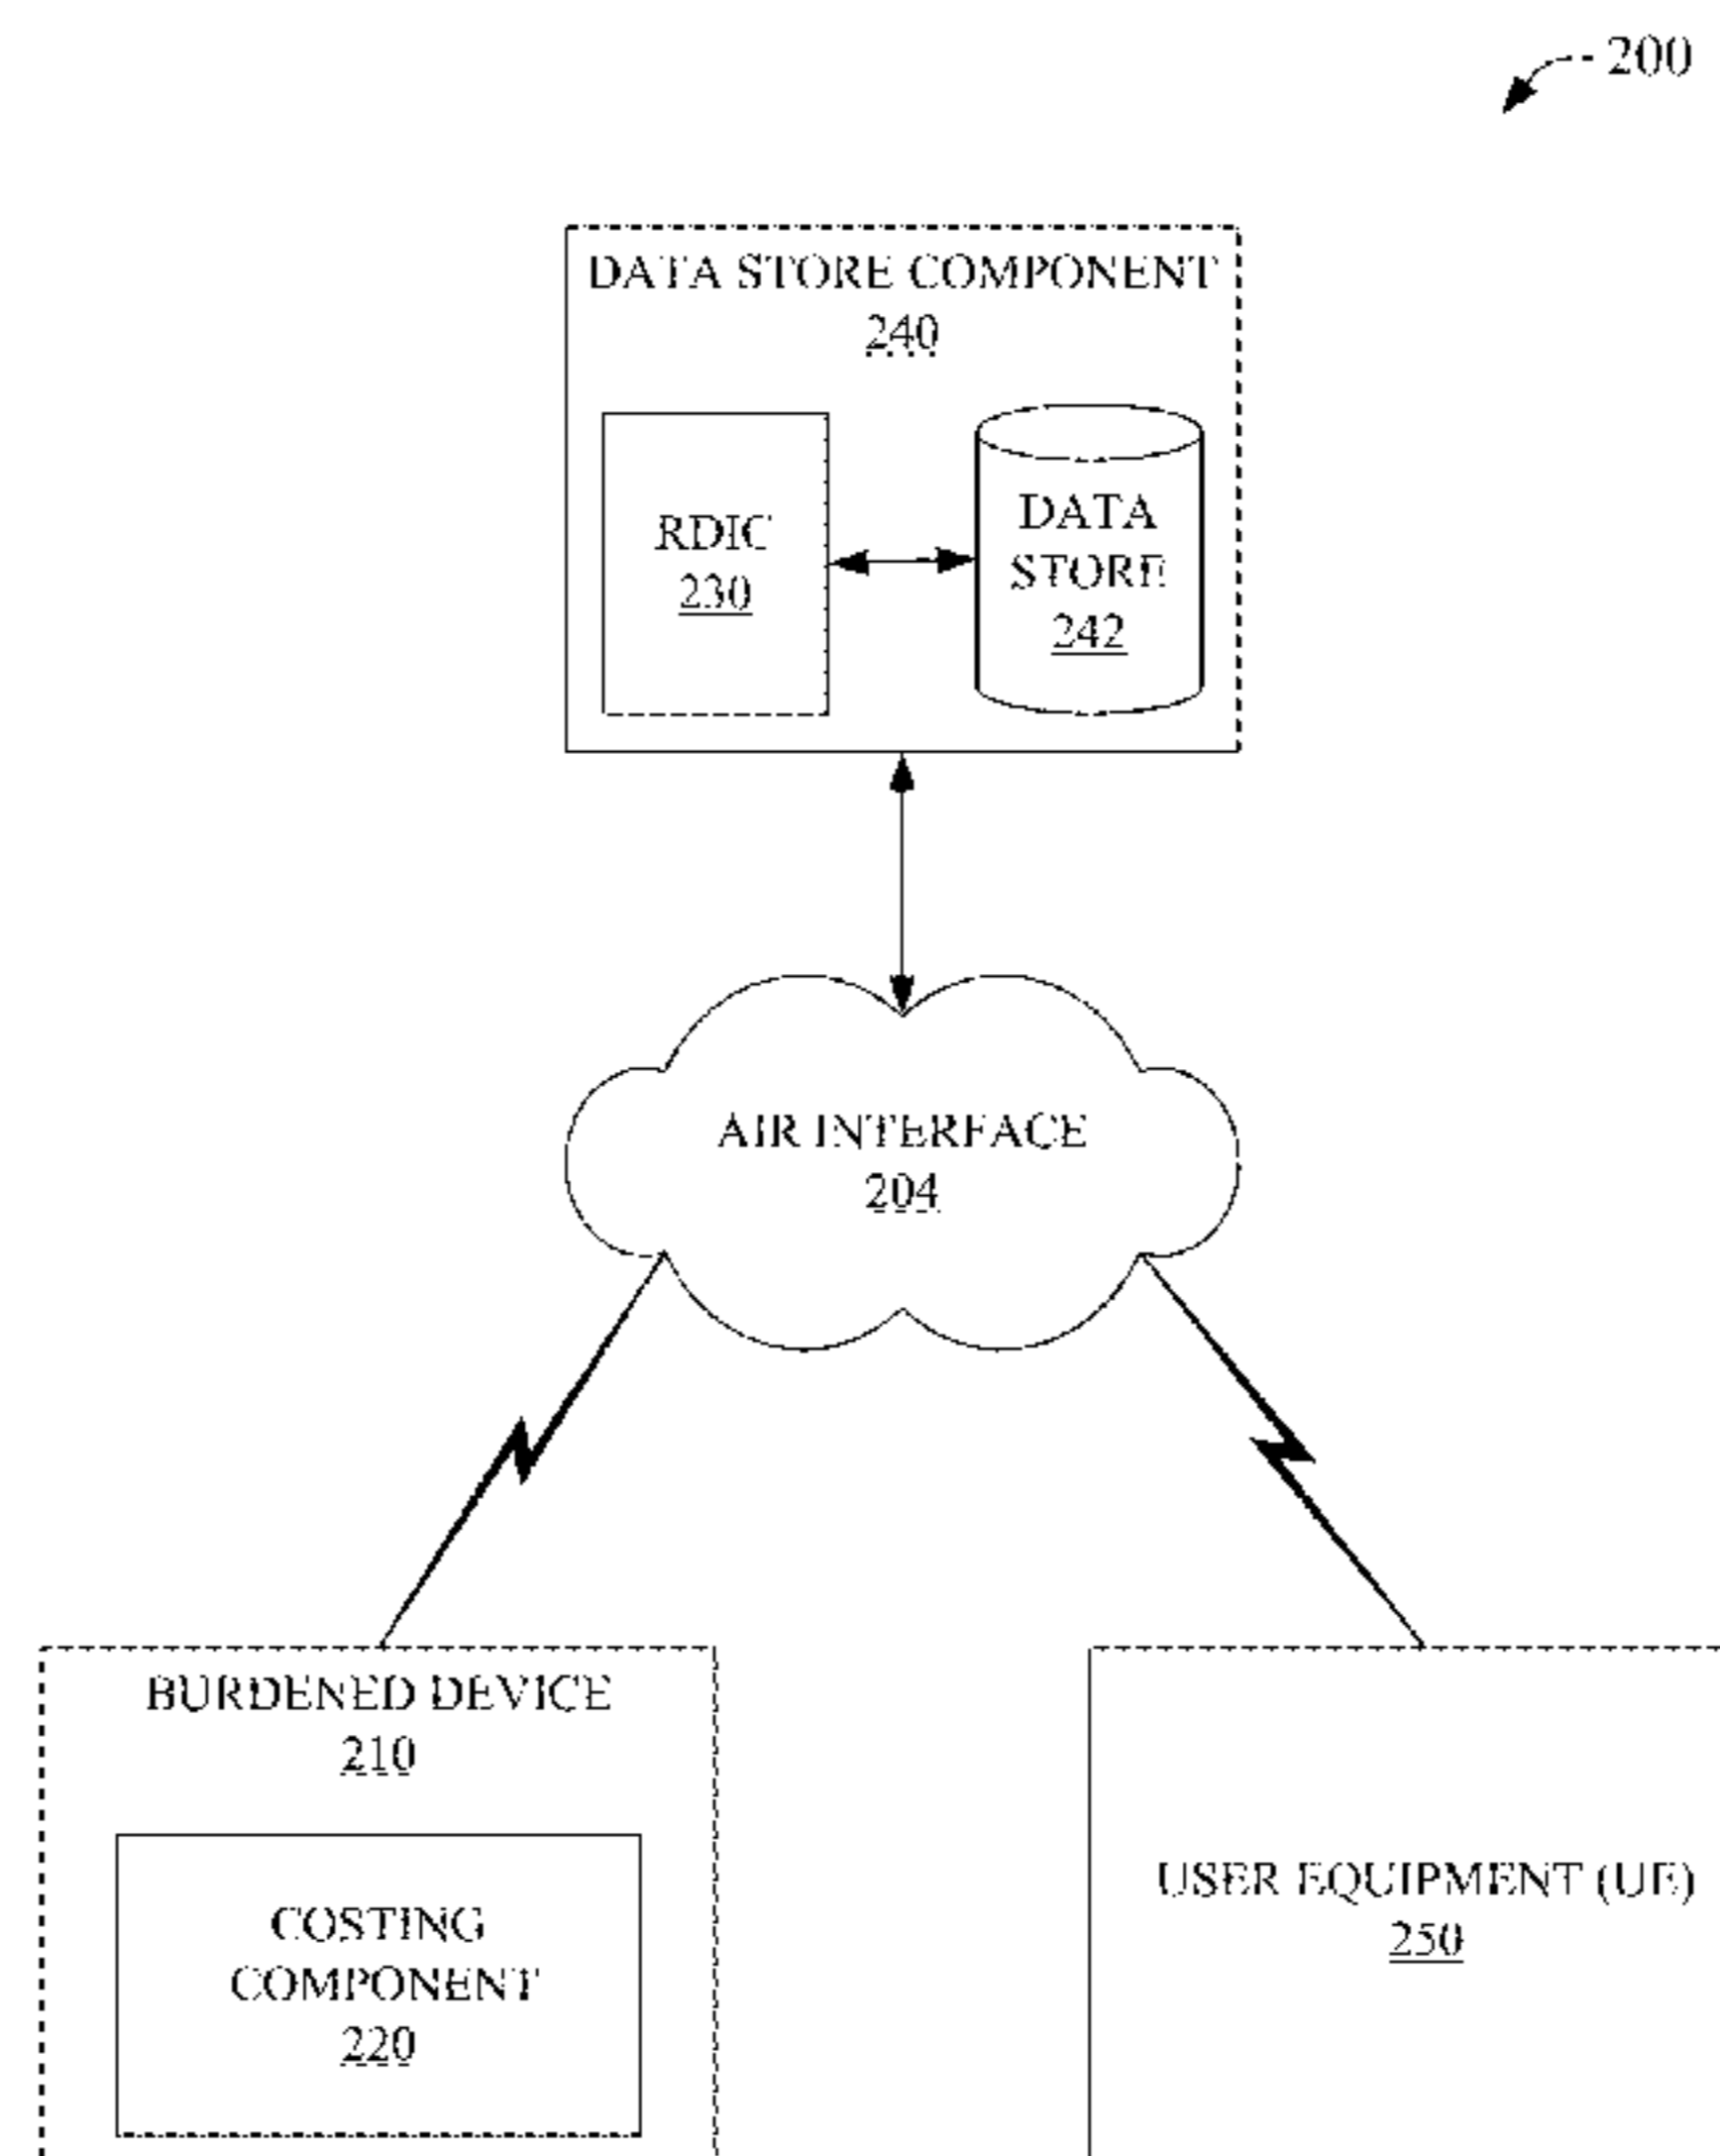 200
DATA STORE COMPONENT
240
RDIC
230
DATA
STORE
242
AIR INTERFACE
204
BURDENED DEVICE
210
COSTING
COMPONENT
220
USER EQUIPMENT (UE)
250